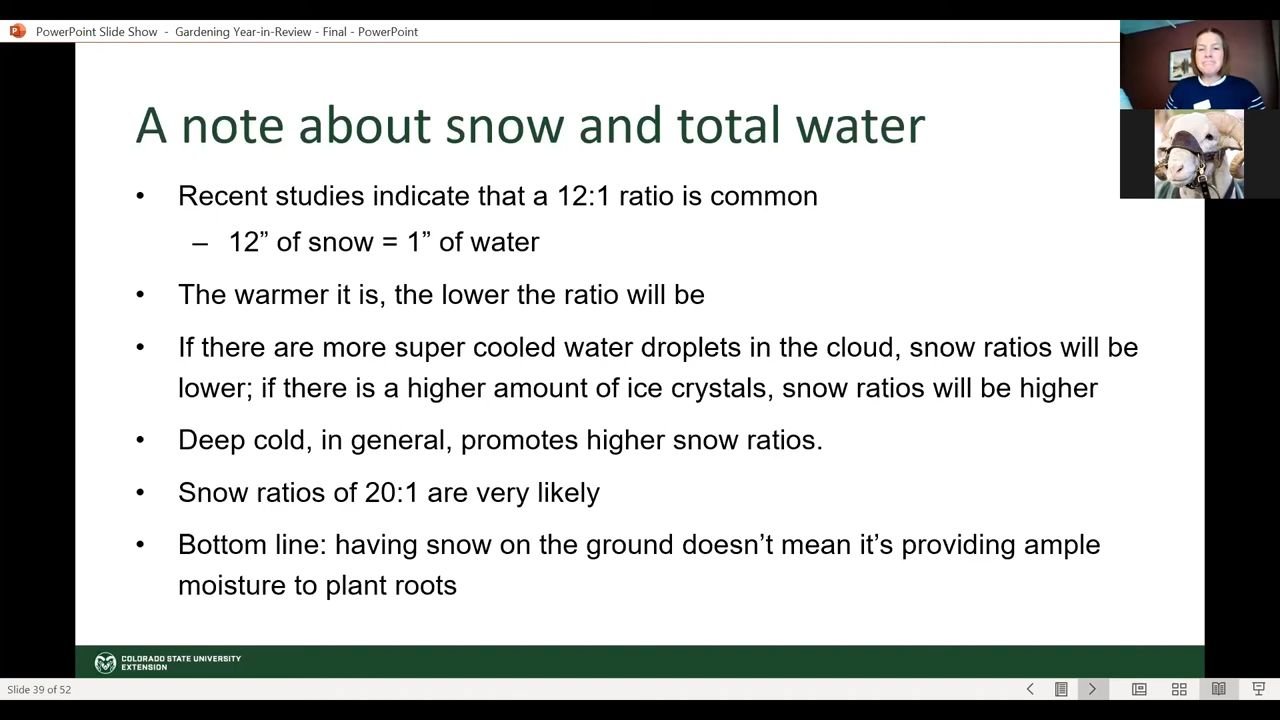 PowerPoint Slide Show - Gardening Year-in-Review - Final - PowerPoint
A note about snow and total water
• Recent studies indicate that a 12:1 ratio is common
– 12” of snow = 1” of water
• The warmer it is, the lower the ratio will be
• If there are more super cooled water droplets in the cloud, snow ratios will be
lower; if there is a higher amount of ice crystals, snow ratios will be higher
• Deep cold, in general, promotes higher snow ratios.
• Snow ratios of 20:1 are very likely
• Bottom line: having snow on the ground doesn’t mean it’s providing ample
moisture to plant roots
COLORADO STATE UNIVERSITY
EXTENSION
Slide 39 of 52